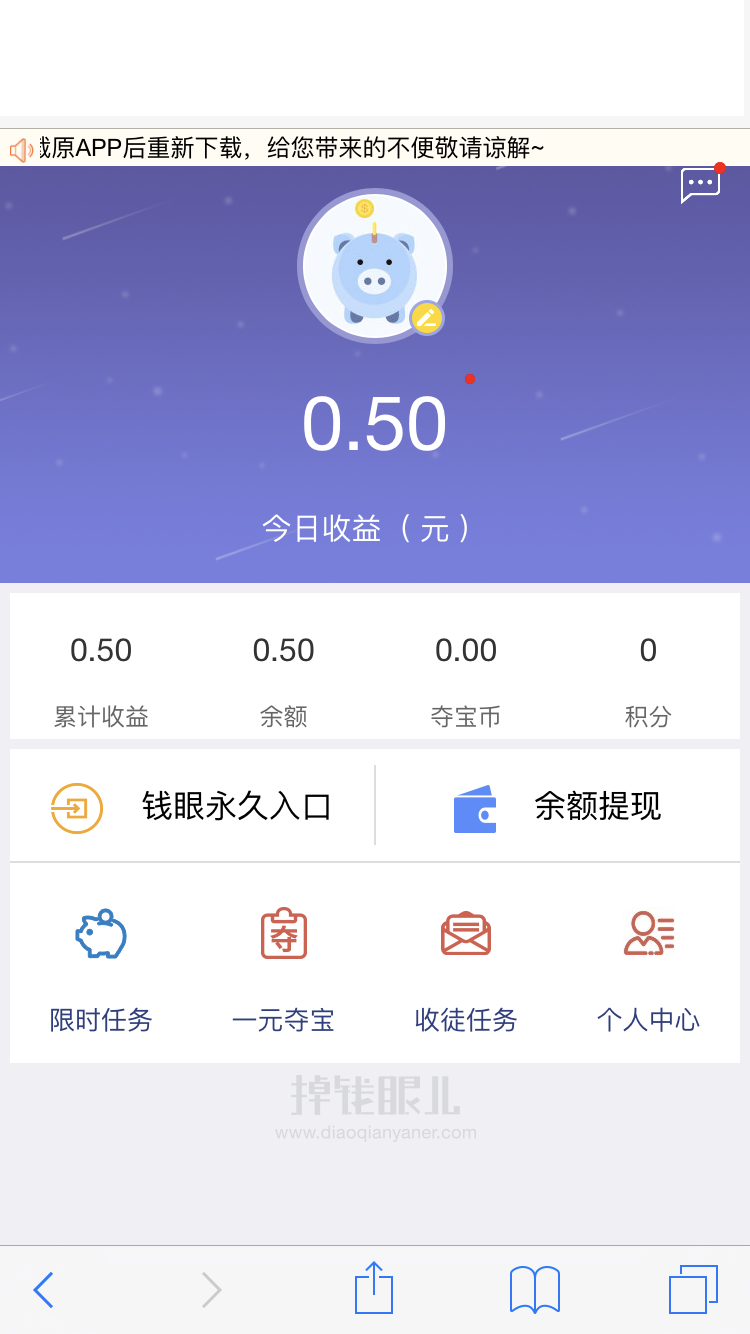 原APP后重新下载，给您带来的不便敬请谅解~
0.50
今日收益（元）
0.50 0.50 0.00 0
累计收益 余额 夺宝币 积分
钱眼永久入口 余额提现
夺
限时任务 一元夺宝 收徒任务 个人中心
掉钱眼儿
www.diaoqianyaner.com